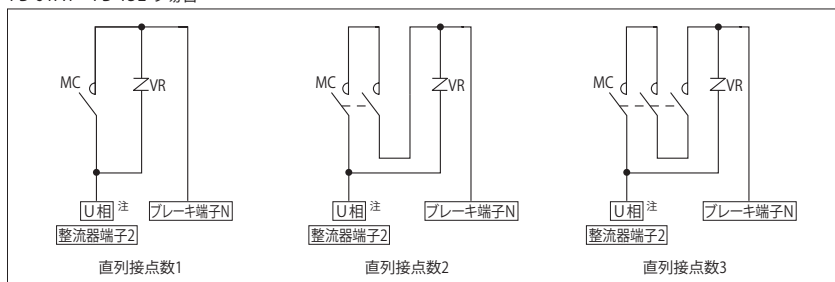 MC
VR
U相 注
ブレーキ端子N
整流器端子2
直列接点数1
MC
VR
U相 注
ブレーキ端子N
整流器端子2
直列接点数2
MC
VR
U相 注
ブレーキ端子N
整流器端子2
直列接点数3